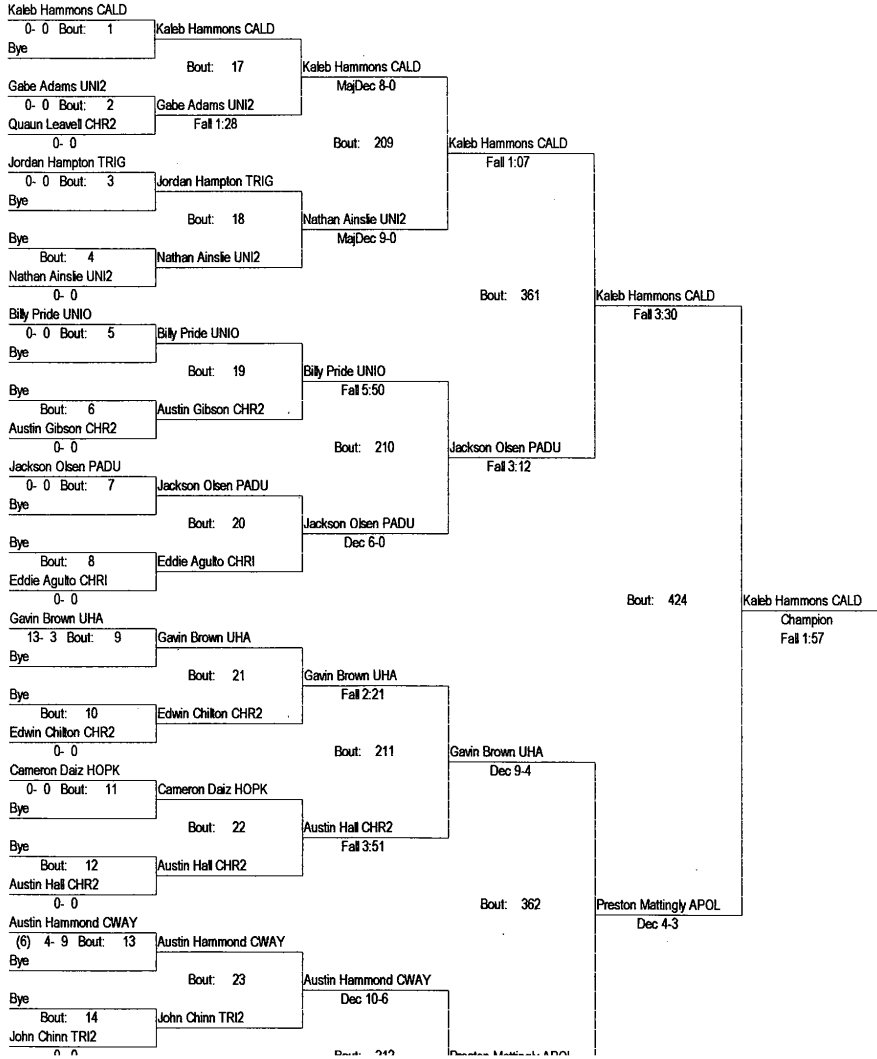 Kaleb Hammons CALD
0- 0 Bout: 1
Kaleb Hammons CALD
Bye
Bout: 17
Kaleb Hammons CALD
MajDec 8-0
Gabe Adams UNI2
0- 0 Bout: 2
Gabe Adams UNI2
Fall 1:28
Quaun Leavell CHR2
0- 0
Bout: 209
Kaleb Hammons CALD
Fall 1:07
Jordan Hampton TRIG
0- 0 Bout: 3
Jordan Hampton TRIG
Bye
Bout: 18
Nathan Ainslie UNI2
MajDec 9-0
Bye
Bout: 4
Nathan Ainslie UNI2
Nathan Ainslie UNI2
0- 0
Bout: 361
Kaleb Hammons CALD
Fall 3:30
Billy Pride UNIO
0- 0 Bout: 5
Billy Pride UNIO
Bye
Bout: 19
Billy Pride UNIO
Fall 5:50
Bye
Bout: 6
Austin Gibson CHR2
Austin Gibson CHR2
0- 0
Bout: 210
Jackson Olsen PADU
Fall 3:12
Jackson Olsen PADU
0- 0 Bout: 7
Jackson Olsen PADU
Bye
Bout: 20
Jackson Olsen PADU
Dec 6-0
Bye
Bout: 8
Eddie Agulto CHRI
Eddie Agulto CHRI
0- 0
Bout: 424
Kaleb Hammons CALD
Champion
Fall 1:57
Gavin Brown UHA
13- 3 Bout: 9
Gavin Brown UHA
Bye
Bout: 21
Gavin Brown UHA
Fall 2:21
Bye
Bout: 10
Edwin Chilton CHR2
Edwin Chilton CHR2
0- 0
Bout: 211
Gavin Brown UHA
Dec 9-4
Cameron Daiz HOPK
0- 0 Bout: 11
Cameron Daiz HOPK
Bye
Bout: 22
Austin Hall CHR2
Fall 3:51
Bye
Bout: 12
Austin Hall CHR2
Austin Hall CHR2
0- 0
Bout: 362
Preston Mattingly APOL
Dec 4-3
Austin Hammond CWAY
(6) 4- 9 Bout: 13
Austin Hammond CWAY
Bye
Bout: 23
Austin Hammond CWAY
Dec 10-6
Bye
Bout: 14
John Chinn TRI2
John Chinn TRI2
0- 0
Bout: 212
Preston Mattingly APOL